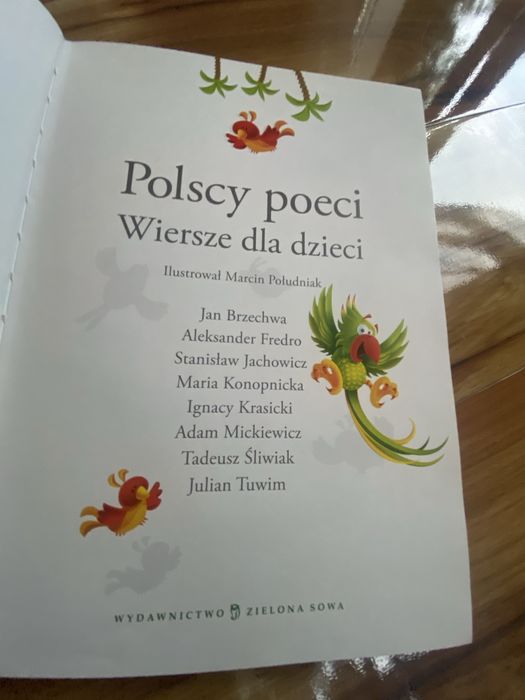 Polscy poeci
Wiersze dla dzieci
Ilustrował Marcin Południak
Jan Brzechwa
Aleksander Fredro
Stanisław Jachowicz
Maria Konopnicka
Ignacy Krasicki
Adam Mickiewicz
Tadeusz Śliwiak
Julian Tuwim
WYDAWNICTWO ZIELONA SOWA